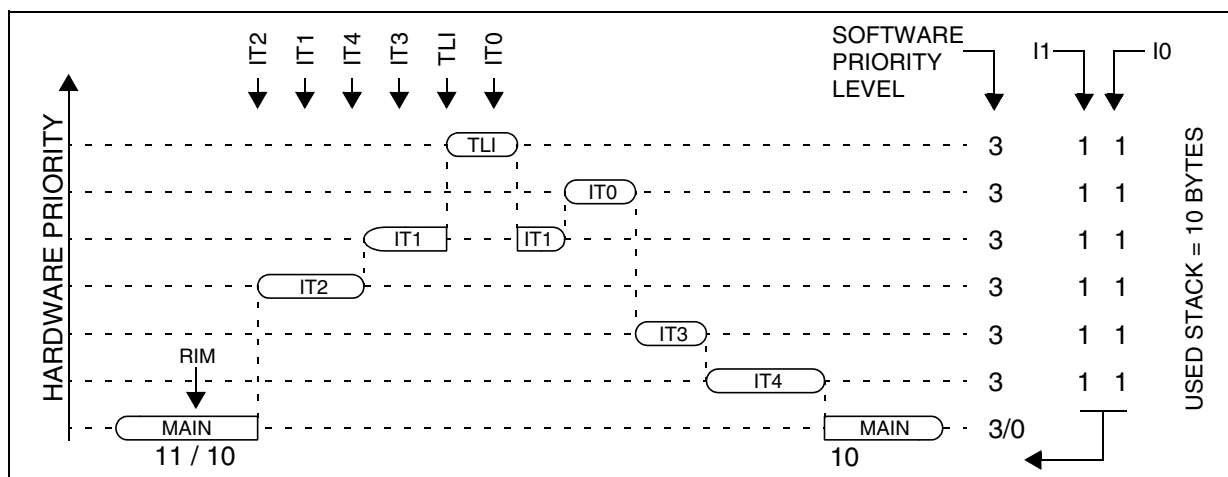 IT2
IT1
IT4
IT3
TLI
IT0
SOFTWARE
PRIORITY
LEVEL
I1
I0
HARDWARE PRIORITY
TLI
3
1 1
IT0
3
1 1
IT1
IT1
3
1 1
IT2
3
1 1
IT3
3
1 1
RIM
IT4
3
1 1
MAIN
MAIN
3/0
11 / 10
10
USED STACK = 10 BYTES